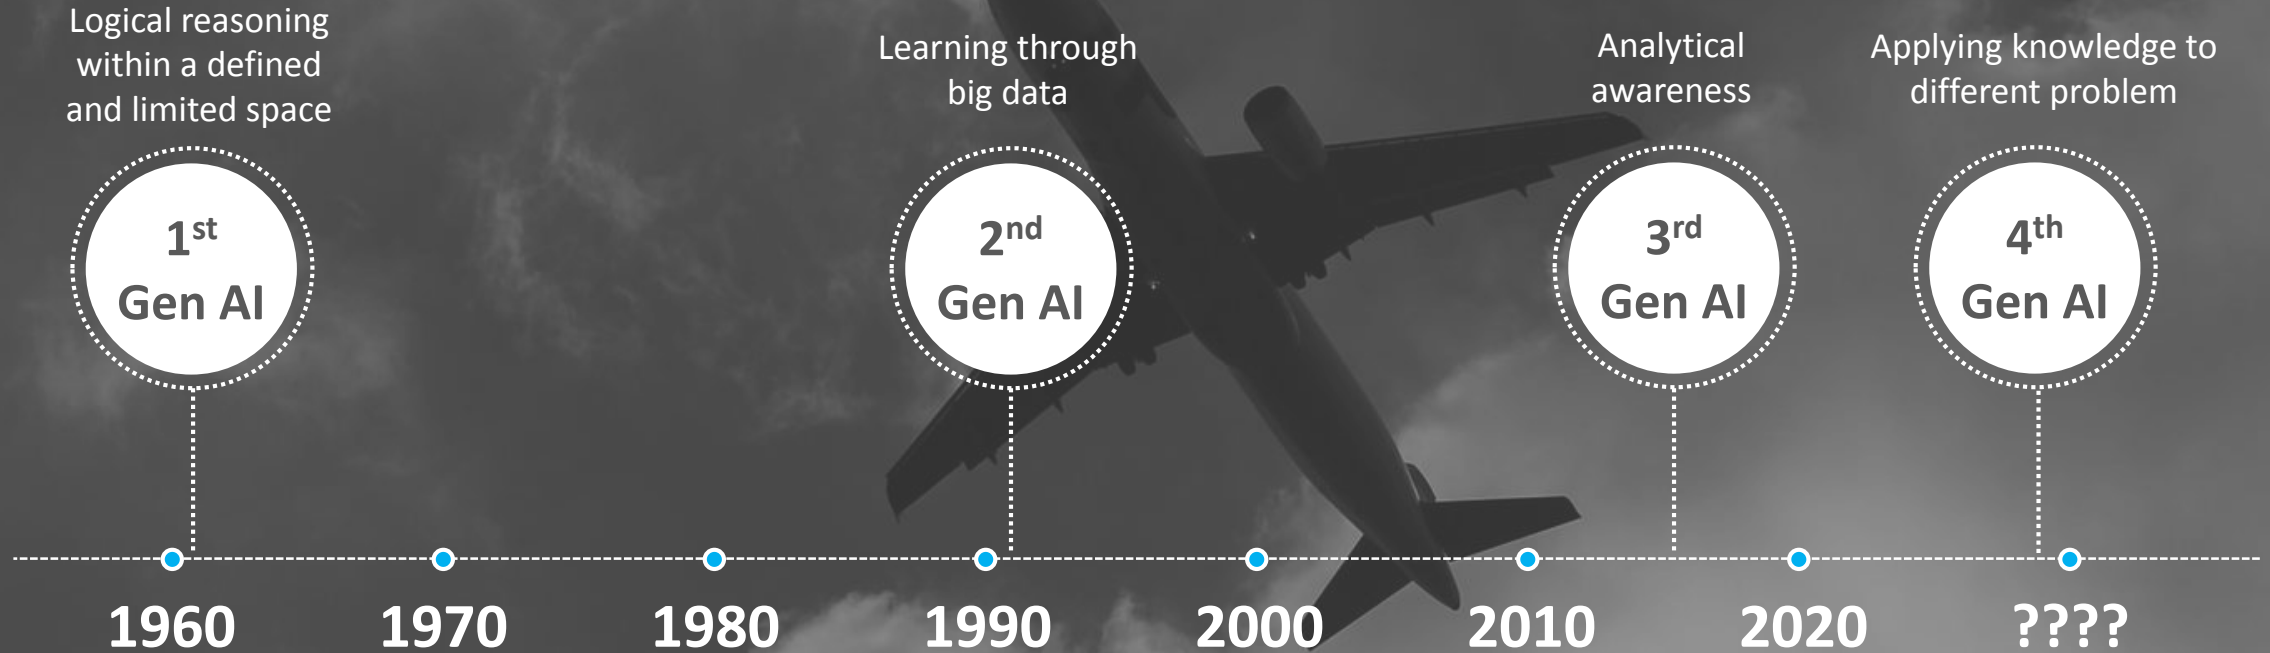 Logical reasoning
within a defined
and limited space
Learning through
big data
Analytical
awareness
Applying knowledge to
different problem
1st
Gen AI
2nd
Gen AI
3rd
Gen AI
4th
Gen AI
1960
1970
1980
1990
2000
2010
2020
????